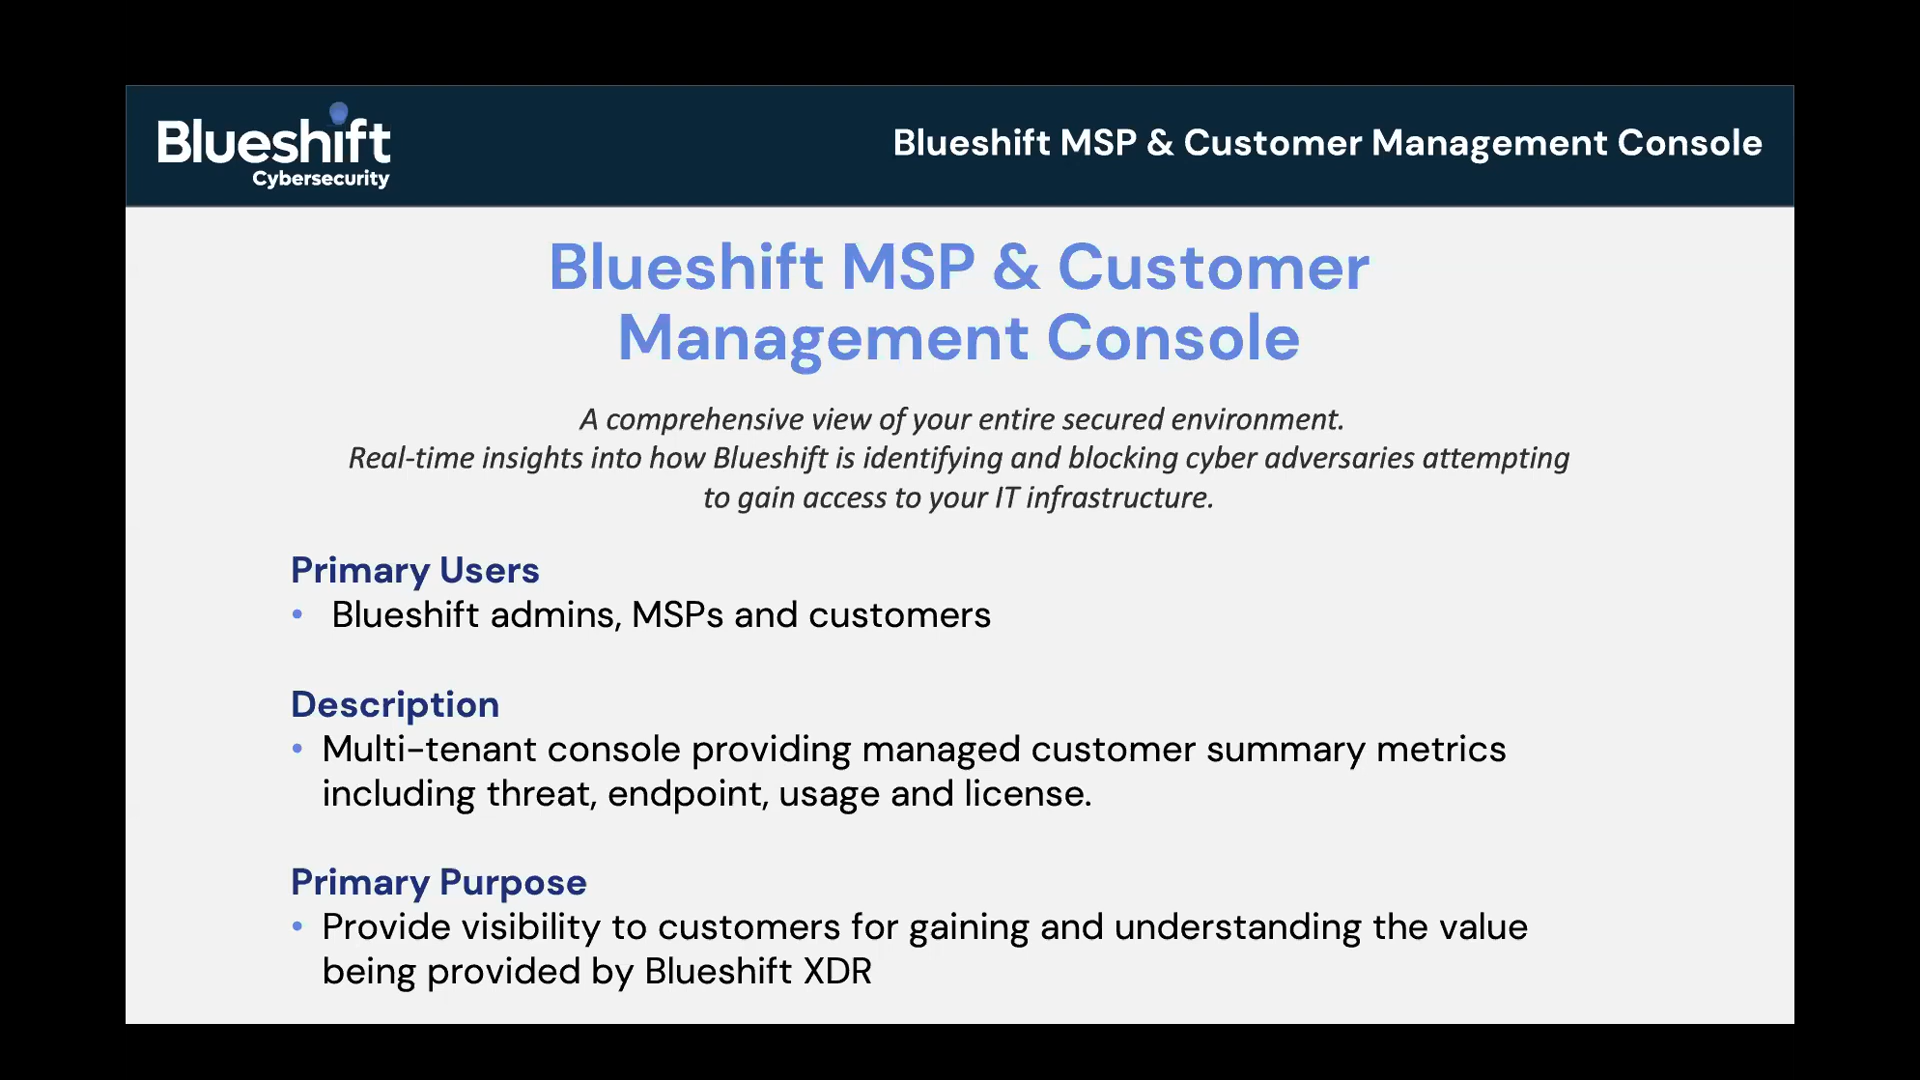 Blueshift
Cybersecurity
Blueshift MSP & Customer Management Console
Blueshift MSP & Customer
Management Console
A comprehensive view of your entire secured environment.
Real-time insights into how Blueshift is identifying and blocking cyber adversaries attempting
to gain access to your IT infrastructure.
Primary Users
• Blueshift admins, MSPs and customers
Description
• Multi-tenant console providing managed customer summary metrics
including threat, endpoint, usage and license.
Primary Purpose
• Provide visibility to customers for gaining and understanding the value
being provided by Blueshift XDR